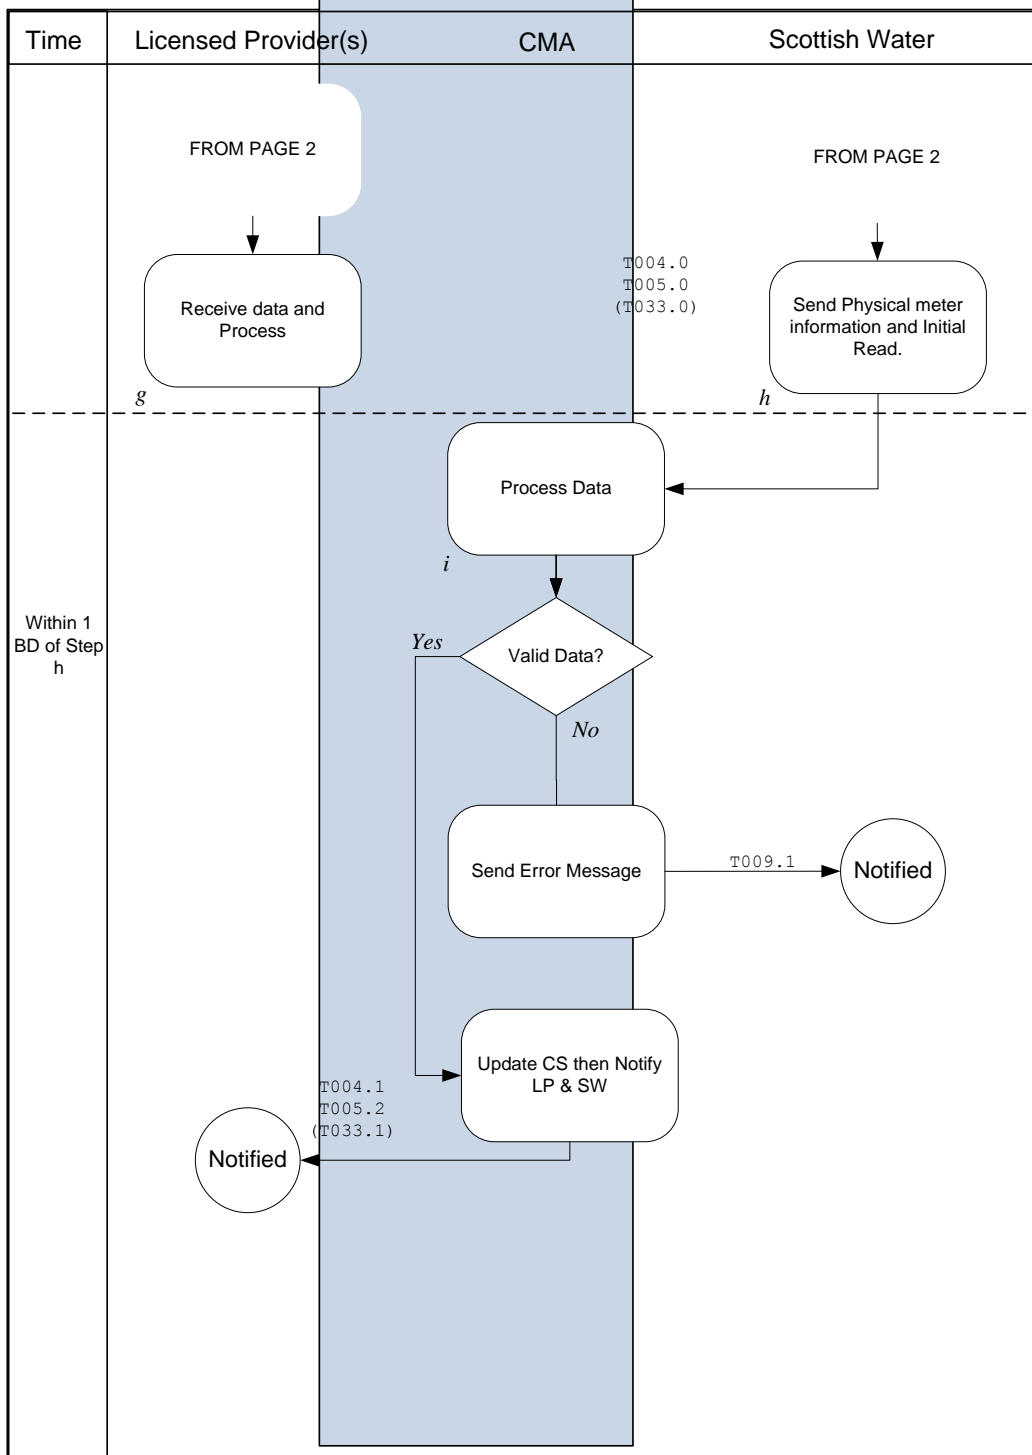 Time
Licensed Provider(s)
CMA
Scottish Water
FROM PAGE 2
FROM PAGE 2
Receive data and
Process
g
T004.0
T005.0
(T033.0)
Send Physical meter
information and Initial
Read.
h
Within 1
BD of Step
h
Process Data
i
Valid Data?
Yes
No
Send Error Message
T009.1
Notified
Update CS then Notify
LP & SW
T004.1
T005.2
(T033.1)
Notified